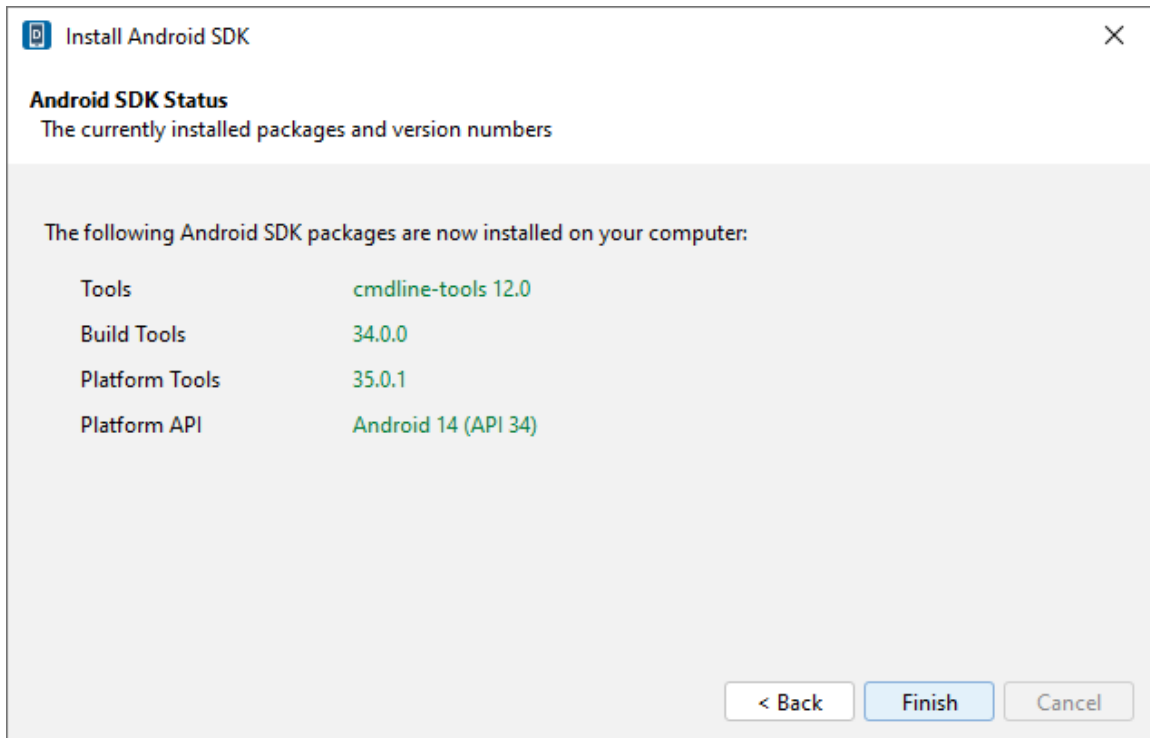 Install Android SDK
Android SDK Status
The currently installed packages and version numbers
The following Android SDK packages are now installed on your computer:
Tools cmdline-tools 12.0
Build Tools 34.0.0
Platform Tools 35.0.1
Platform API Android 14 (API 34)
< Back Finish Cancel